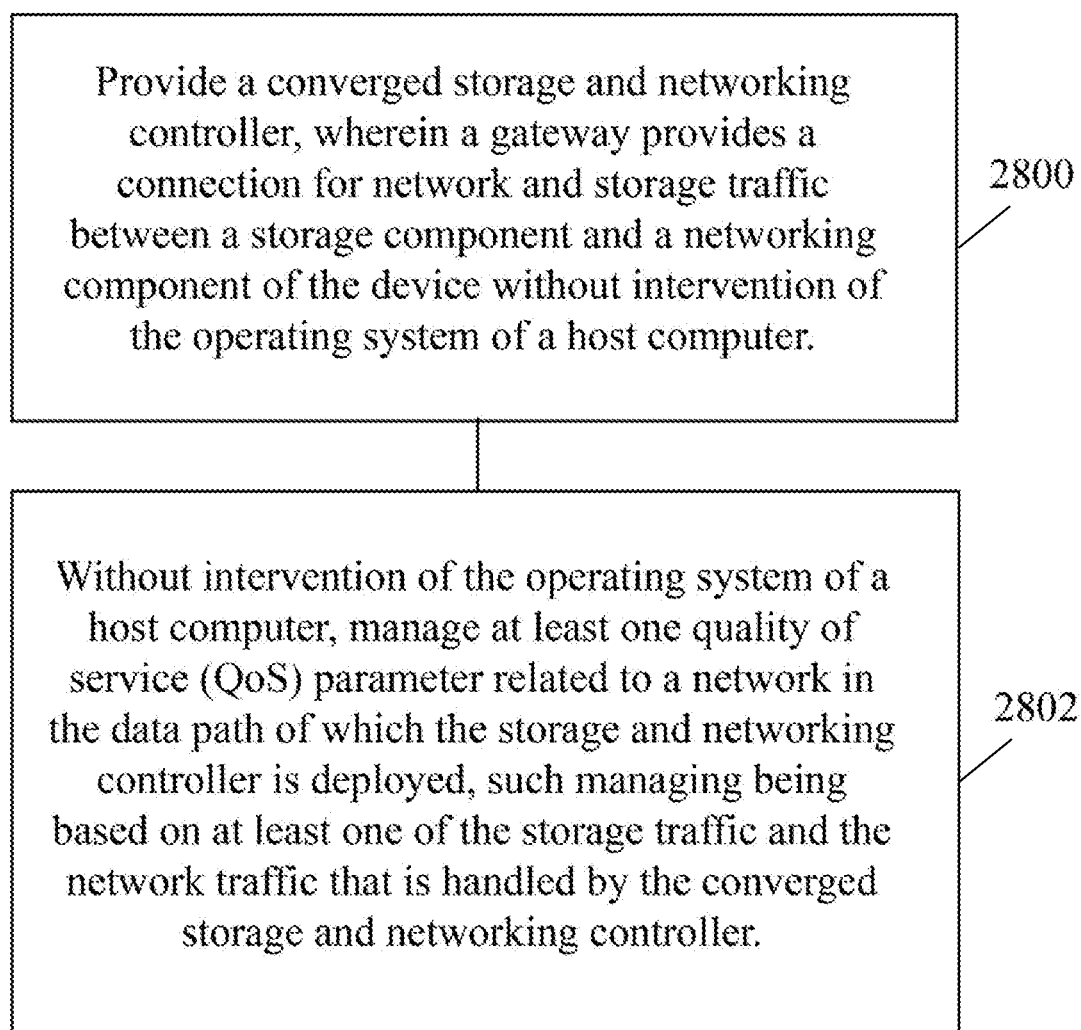 Provide a converged storage and networking
controller, wherein a gateway provides a
connection for network and storage traffic
between a storage component and a networking
component of the device without intervention of
the operating system of a host computer.
2800
Without intervention of the operating system of a
host computer, manage at least one quality of
service (QoS) parameter related to a network in
the data path of which the storage and networking
controller is deployed, such managing being
based on at least one of the storage traffic and the
network traffic that is handled by the converged
storage and networking controller.
2802